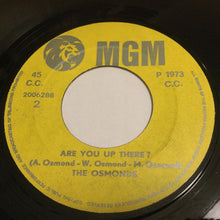 MGM
45
C.C.
P 1973
C.C.
2006288
2
ARE YOU UP THERE?
(A. Osmond - W. Osmond - M. Osmond)
THE OSMONDS